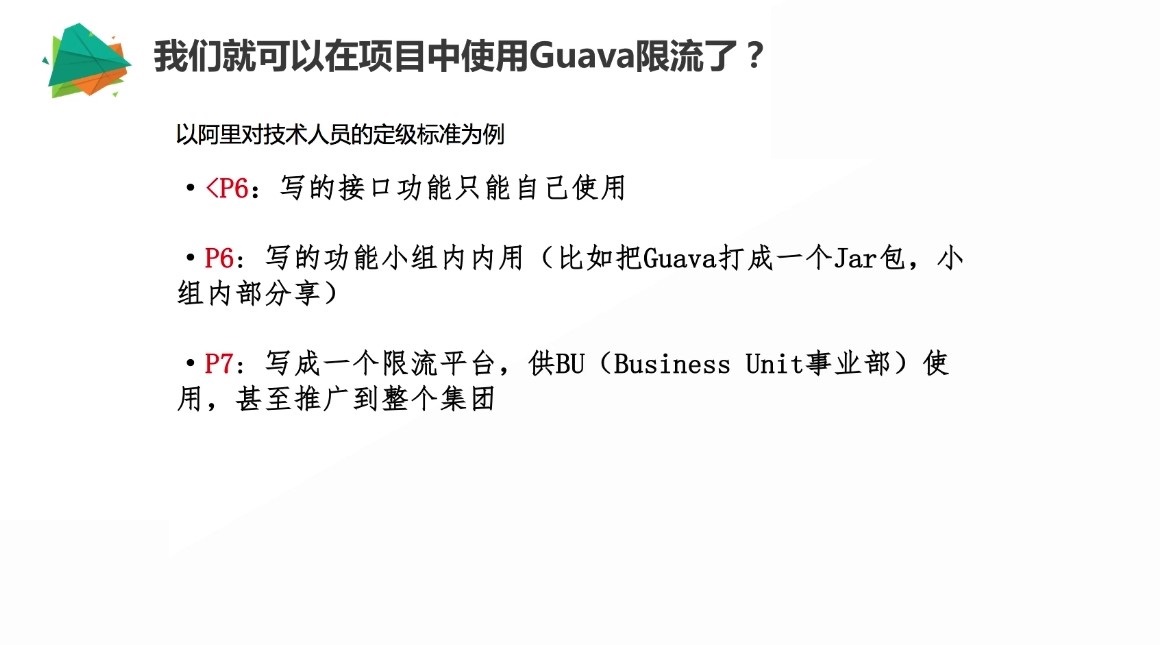 我们就可以在项目中使用Guava限流了？
以阿里对技术人员的定级标准为例
•<P6：写的接口功能只能自己使用
•P6：写的功能小组内内用（比如把Guava打成一个Jar包，小
组内部分享）
•P7：写成一个限流平台，供BU（Business Unit事业部）使
用，甚至推广到整个集团